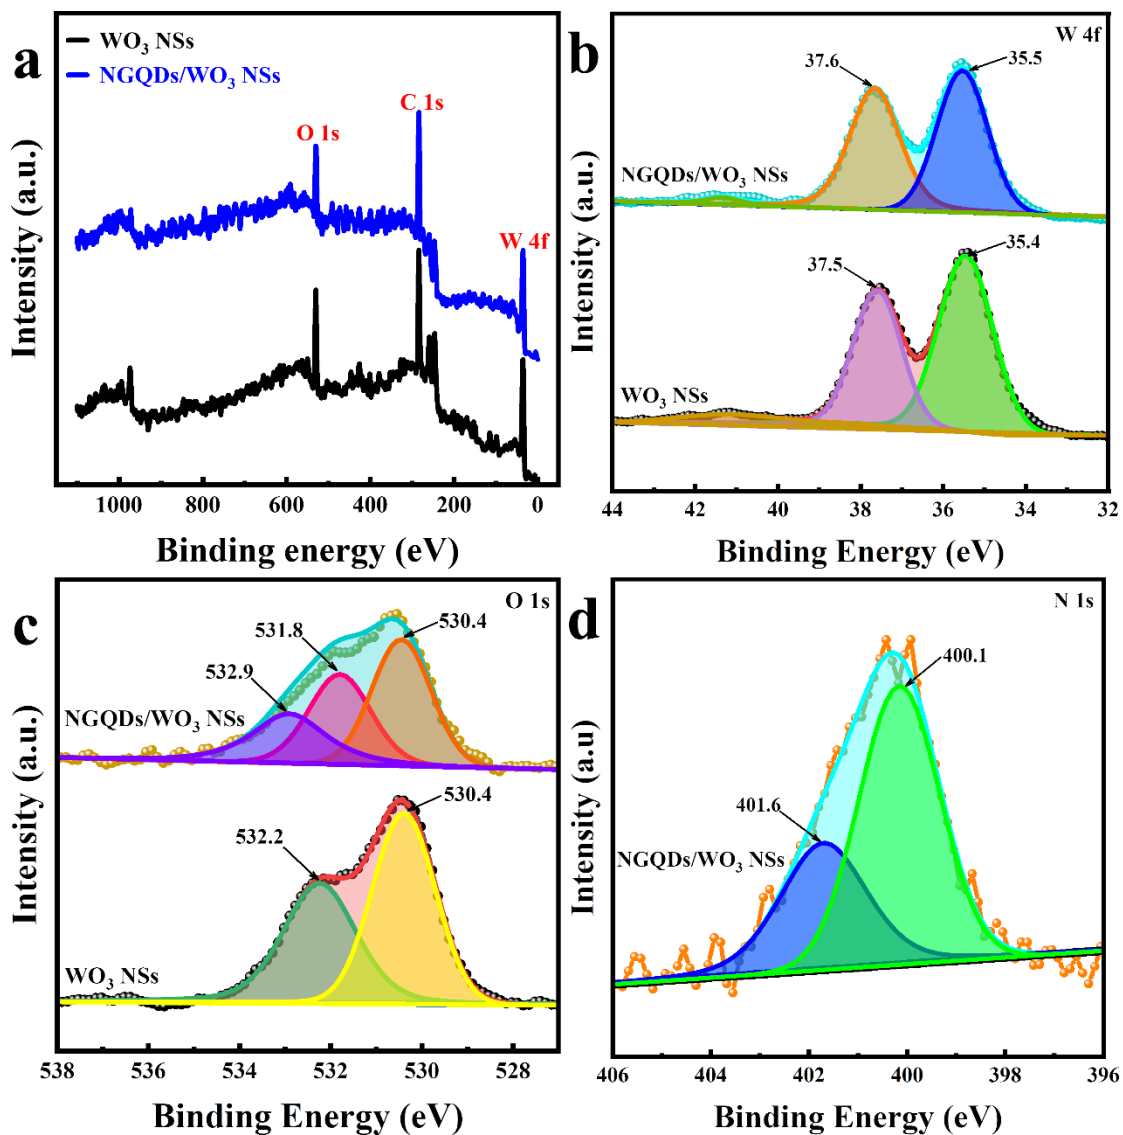 a
WO₃ NSs
NGQDs/WO₃ NSs
O 1s
C 1s
W 4f
Intensity (a.u.)
1000 800 600 400 200 0
Binding energy (eV)
b
W 4f
37.6
35.5
NGQDs/WO₃ NSs
37.5
35.4
WO₃ NSs
Intensity (a.u.)
44 42 40 38 36 34 32
Binding Energy (eV)
c
O 1s
530.4
531.8
532.9
NGQDs/WO₃ NSs
530.4
532.2
WO₃ NSs
Intensity (a.u.)
538 536 534 532 530 528
Binding Energy (eV)
d
N 1s
400.1
401.6
NGQDs/WO₃ NSs
Intensity (a.u)
406 404 402 400 398 396
Binding Energy (eV)